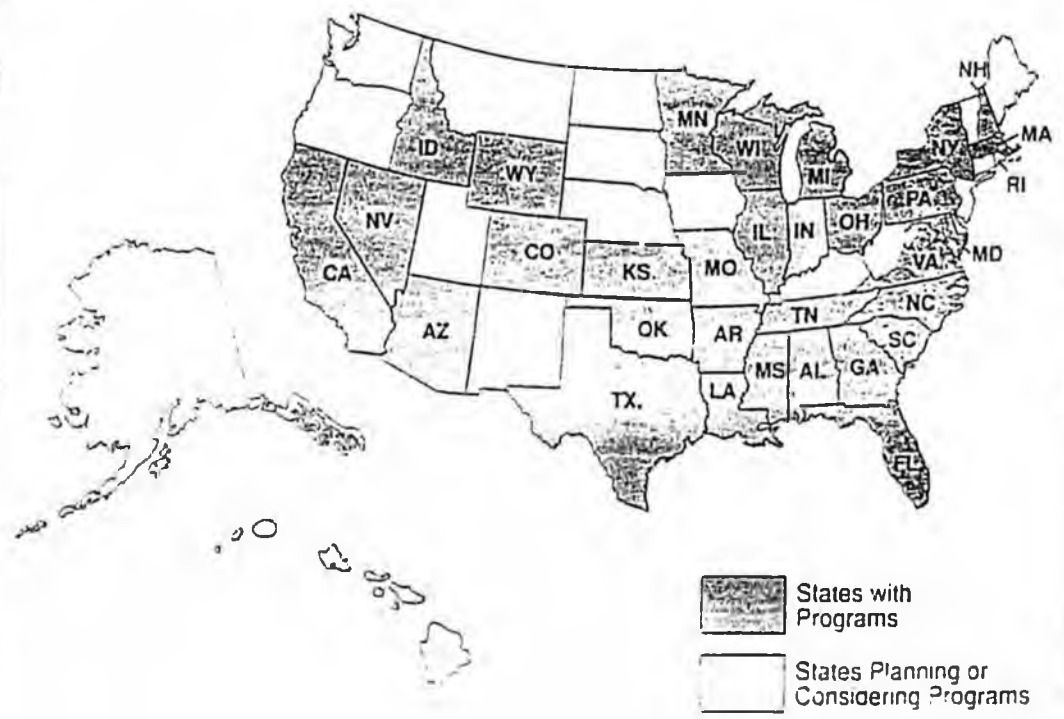 NH
MN
MA
ID
WI
NY
WY
MI
RI
PA
NV
IL
IN
OH
CO
MD
CA
KS.
MO
VA
NC
TN
AZ
OK
AR
SC
MS
AL
GA
LA
TX.
FL
States with
Programs
States Planning or
Considering Programs